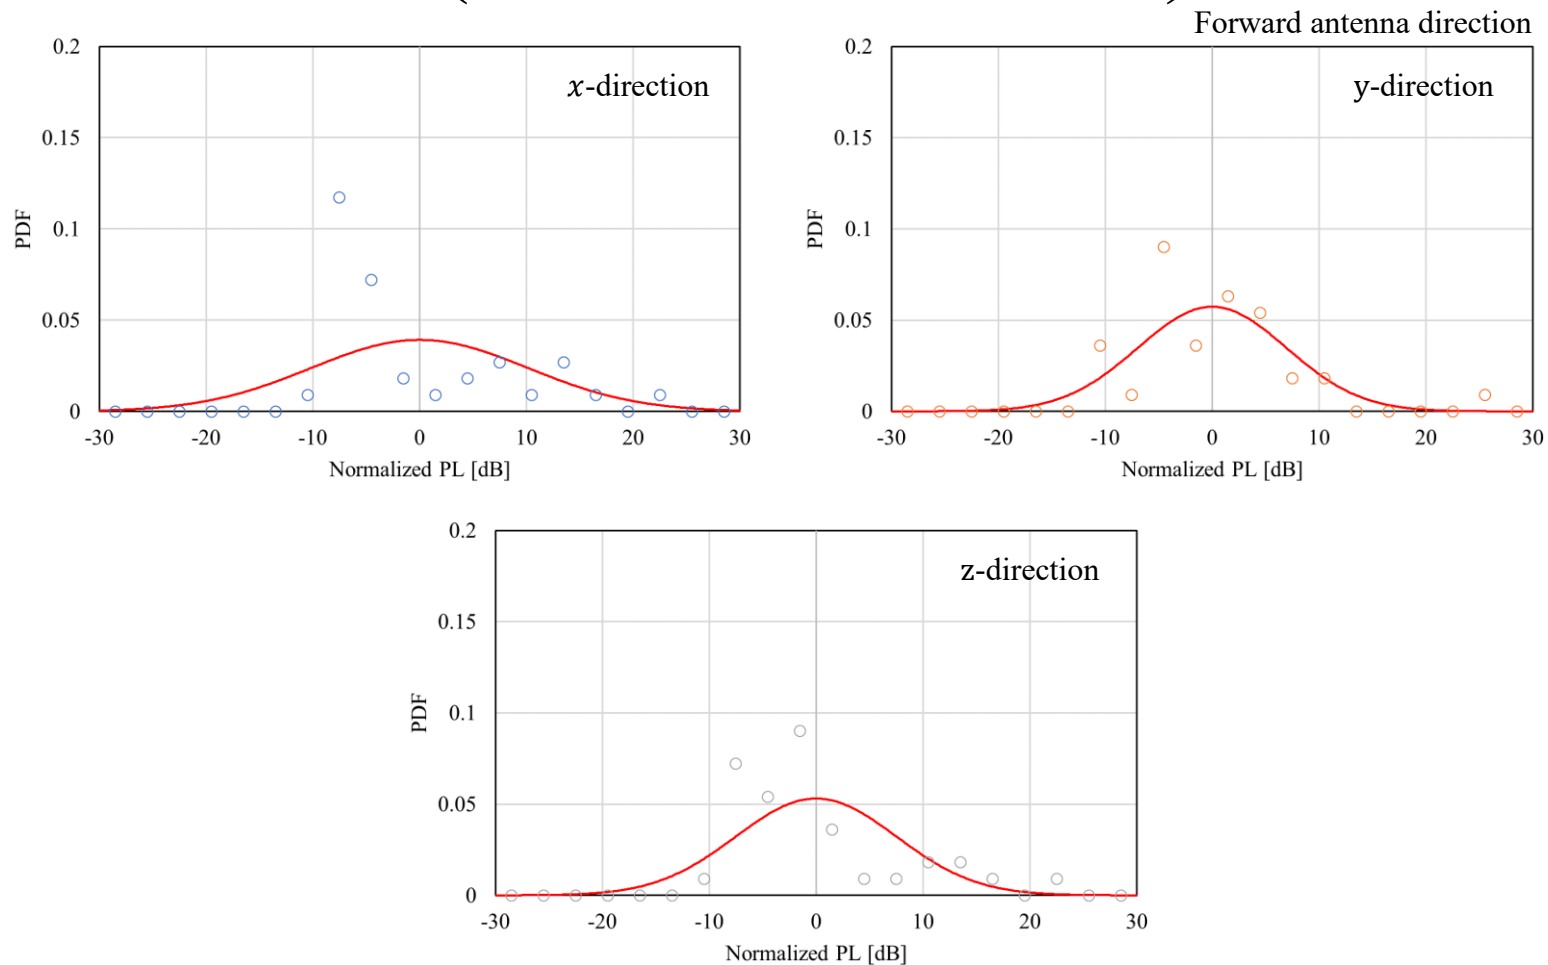 Forward antenna direction
0.2
0.15
0.1
0.05
0
PDF
x-direction
-30 -20 -10 0 10 20 30
Normalized PL [dB]
0.2
0.15
0.1
0.05
0
PDF
y-direction
-30 -20 -10 0 10 20 30
Normalized PL [dB]
0.2
0.15
0.1
0.05
0
PDF
z-direction
-30 -20 -10 0 10 20 30
Normalized PL [dB]